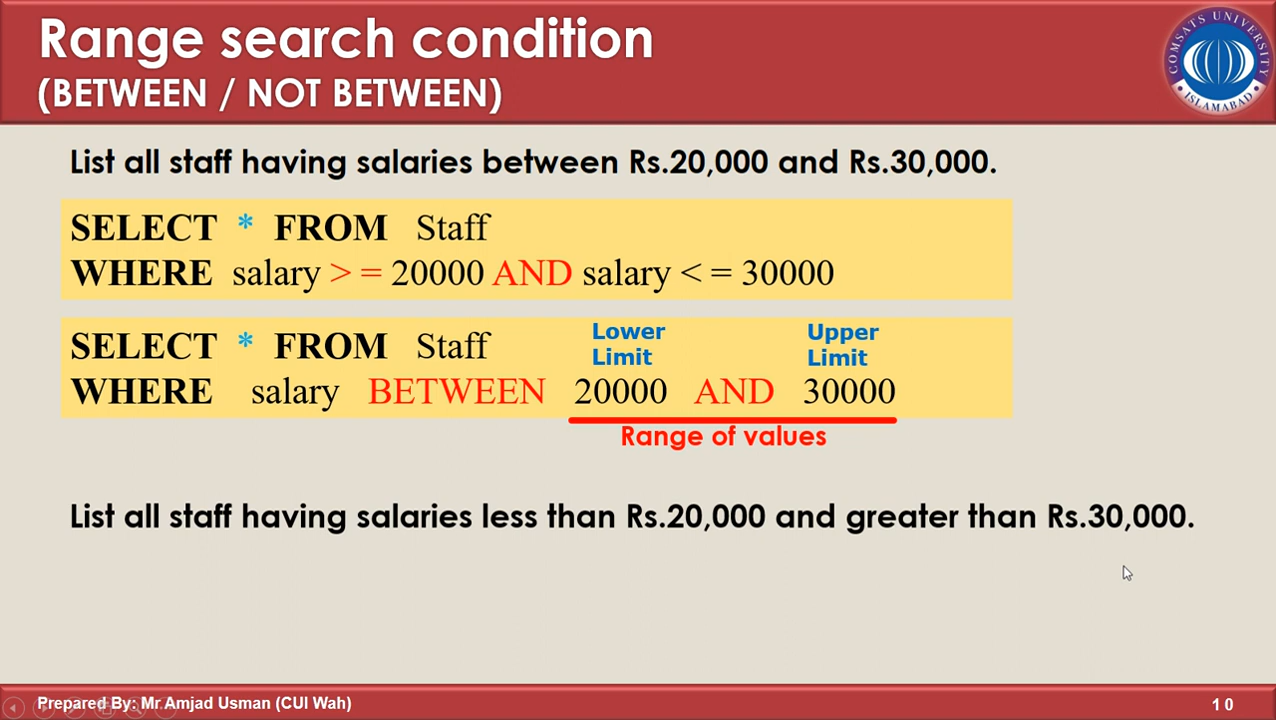 Range search condition
(BETWEEN / NOT BETWEEN)
COMSATS UNIVERSITY
ISLAMABAD
List all staff having salaries between Rs.20,000 and Rs.30,000.
SELECT * FROM Staff
WHERE salary > = 20000 AND salary < = 30000
SELECT * FROM Staff
Lower Limit
Upper Limit
WHERE salary BETWEEN 20000 AND 30000
Range of values
List all staff having salaries less than Rs.20,000 and greater than Rs.30,000.
Prepared By: Mr.Amjad Usman (CUI Wah)
10